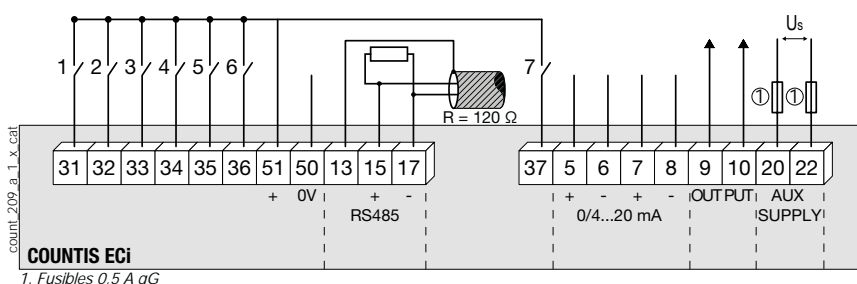 Us
1 2 3 4 5 6 7 1 1
R = 120 Ω
31 32 33 34 35 36 51 50 13 15 17 37 5 6 7 8 9 10 20 22
+ 0V + - + - + - OUTPUT AUX
RS485 0/4...20 mA SUPPLY
COUNTIS ECi
1. Fusibles 0,5 A gG
count_209_a_1_x_cat